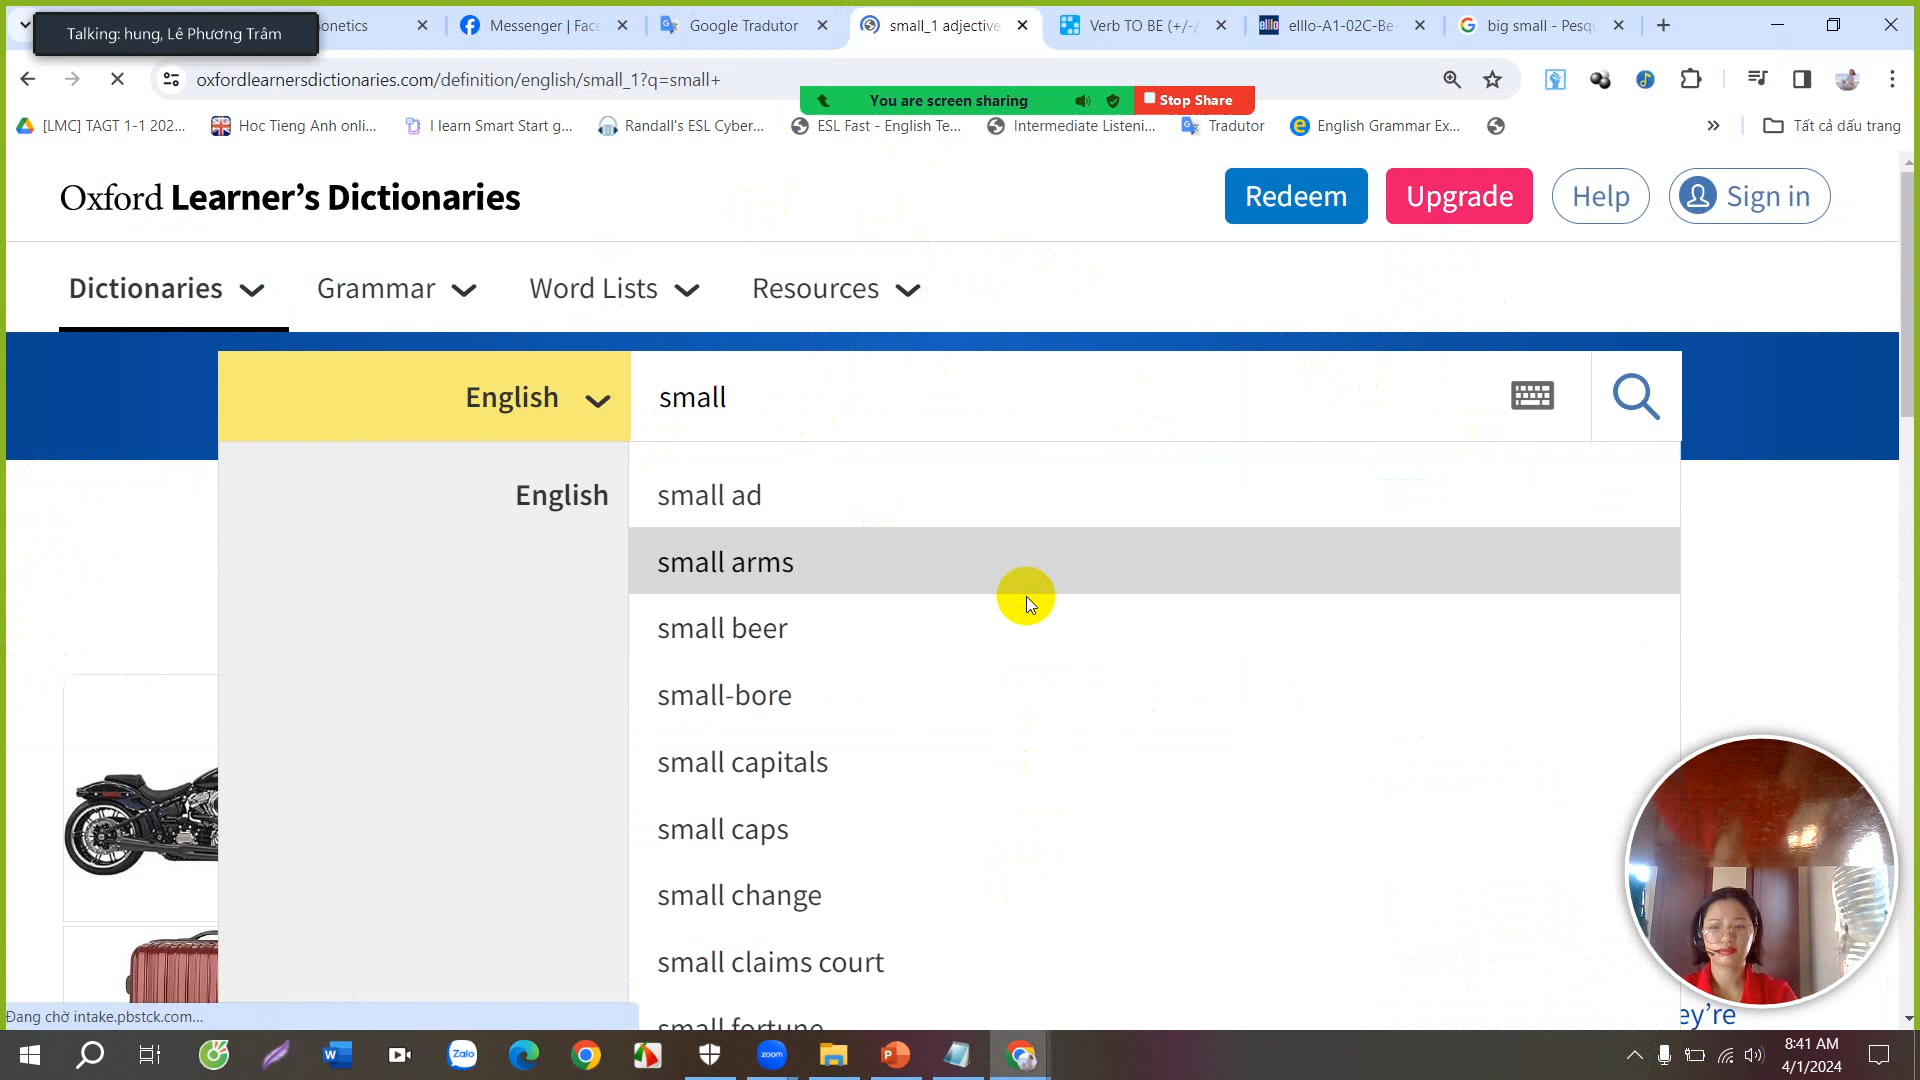 Talking: hung, Lê Phương Trâm
onetics
Messenger | Face
Google Tradutor
small_1 adjective
Verb TO BE (+/-/
elllo-A1-02C-Be-
big small - Pesq
oxfordlearnersdictionaries.com/definition/english/small_1?q=small+
You are screen sharing
Stop Share
[LMC] TAGT 1-1 202...
Hoc Tieng Anh onli...
I learn Smart Start g...
Randall's ESL Cyber...
ESL Fast - English Te...
Intermediate Listeni...
Tradutor
English Grammar Ex...
Tất cả dấu trang
Oxford Learner's Dictionaries
Redeem
Upgrade
Help
Sign in
Dictionaries
Grammar
Word Lists
Resources
English
small
English
small ad
small arms
small beer
small-bore
small capitals
small caps
small change
small claims court
small fortune
ey're
Đang chờ intake.pbstck.com...
Zalo
zoom
8:41 AM
4/1/2024